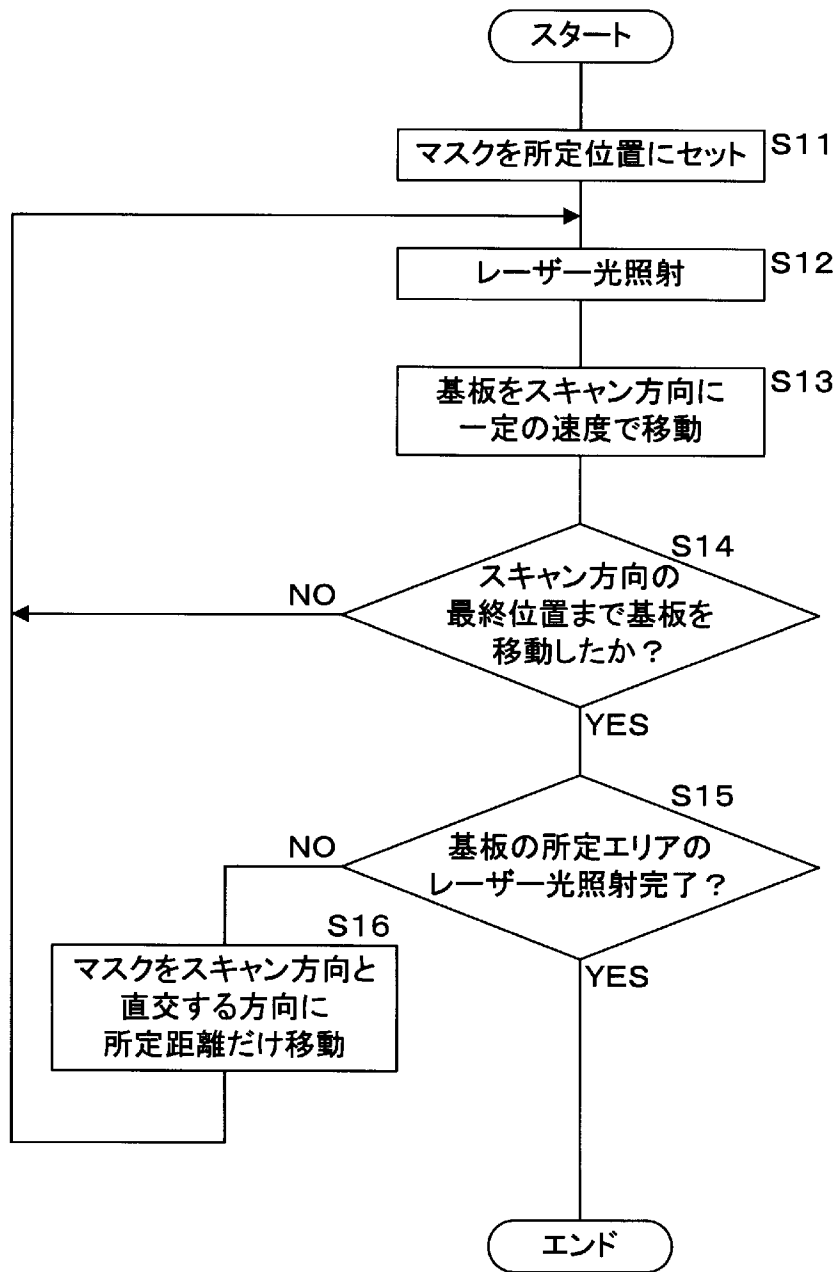 スタート
マスクを所定位置にセット
S11
レーザー光照射
S12
基板をスキャン方向に
一定の速度で移動
S13
S14
スキャン方向の
最終位置まで基板を
移動したか？
NO
YES
S15
基板の所定エリアの
レーザー光照射完了？
NO
YES
S16
マスクをスキャン方向と
直交する方向に
所定距離だけ移動
エンド